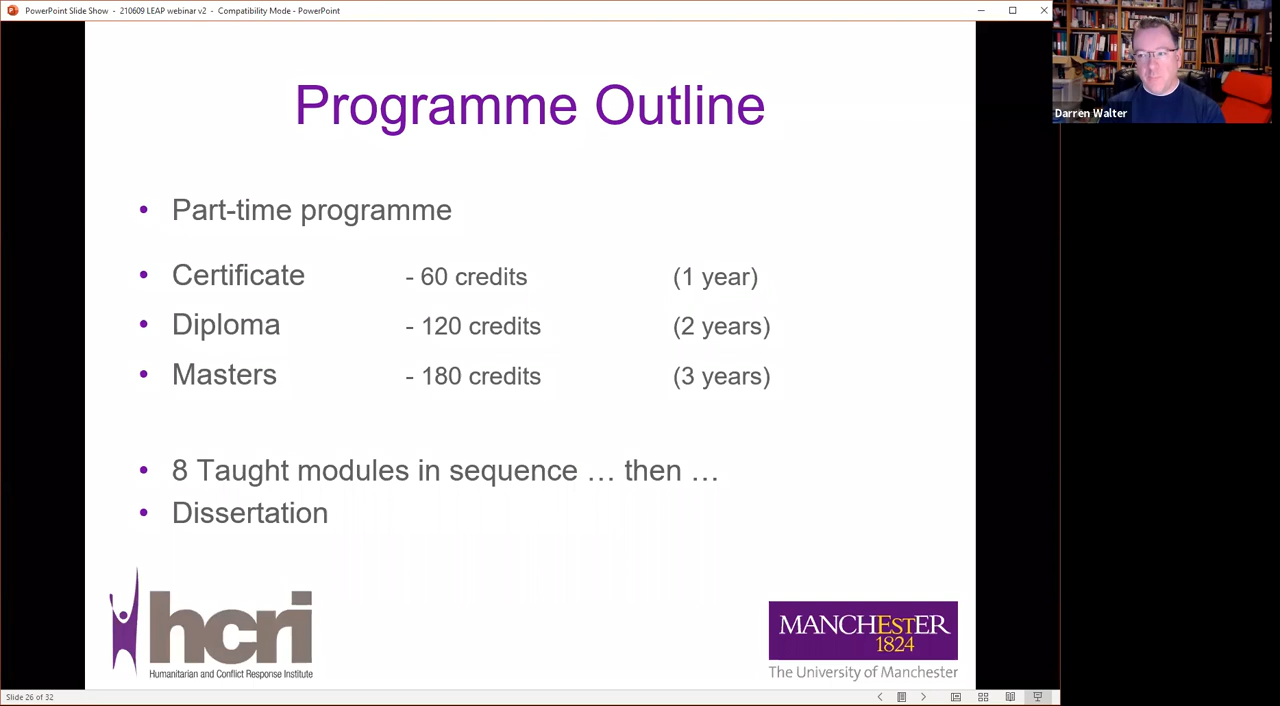 PowerPoint Slide Show - 210609 LEAP webinar v2 - Compatibility Mode - PowerPoint
Darren Walter
Programme Outline
• Part-time programme
• Certificate - 60 credits (1 year)
• Diploma - 120 credits (2 years)
• Masters - 180 credits (3 years)
• 8 Taught modules in sequence … then …
• Dissertation
hcri
Humanitarian and Conflict Response Institute
MANCHESTER
1824
The University of Manchester
Slide 26 of 32